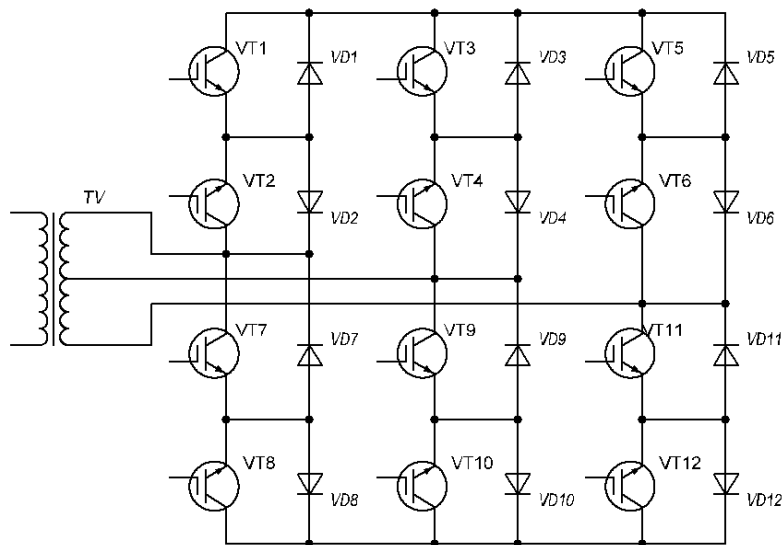 VT1 VD1 VT3 VD3 VT5 VD5
TV VT2 VD2 VT4 VD4 VT6 VD6
VT7 VD7 VT9 VD9 VT11 VD11
VT8 VD8 VT10 VD10 VT12 VD12